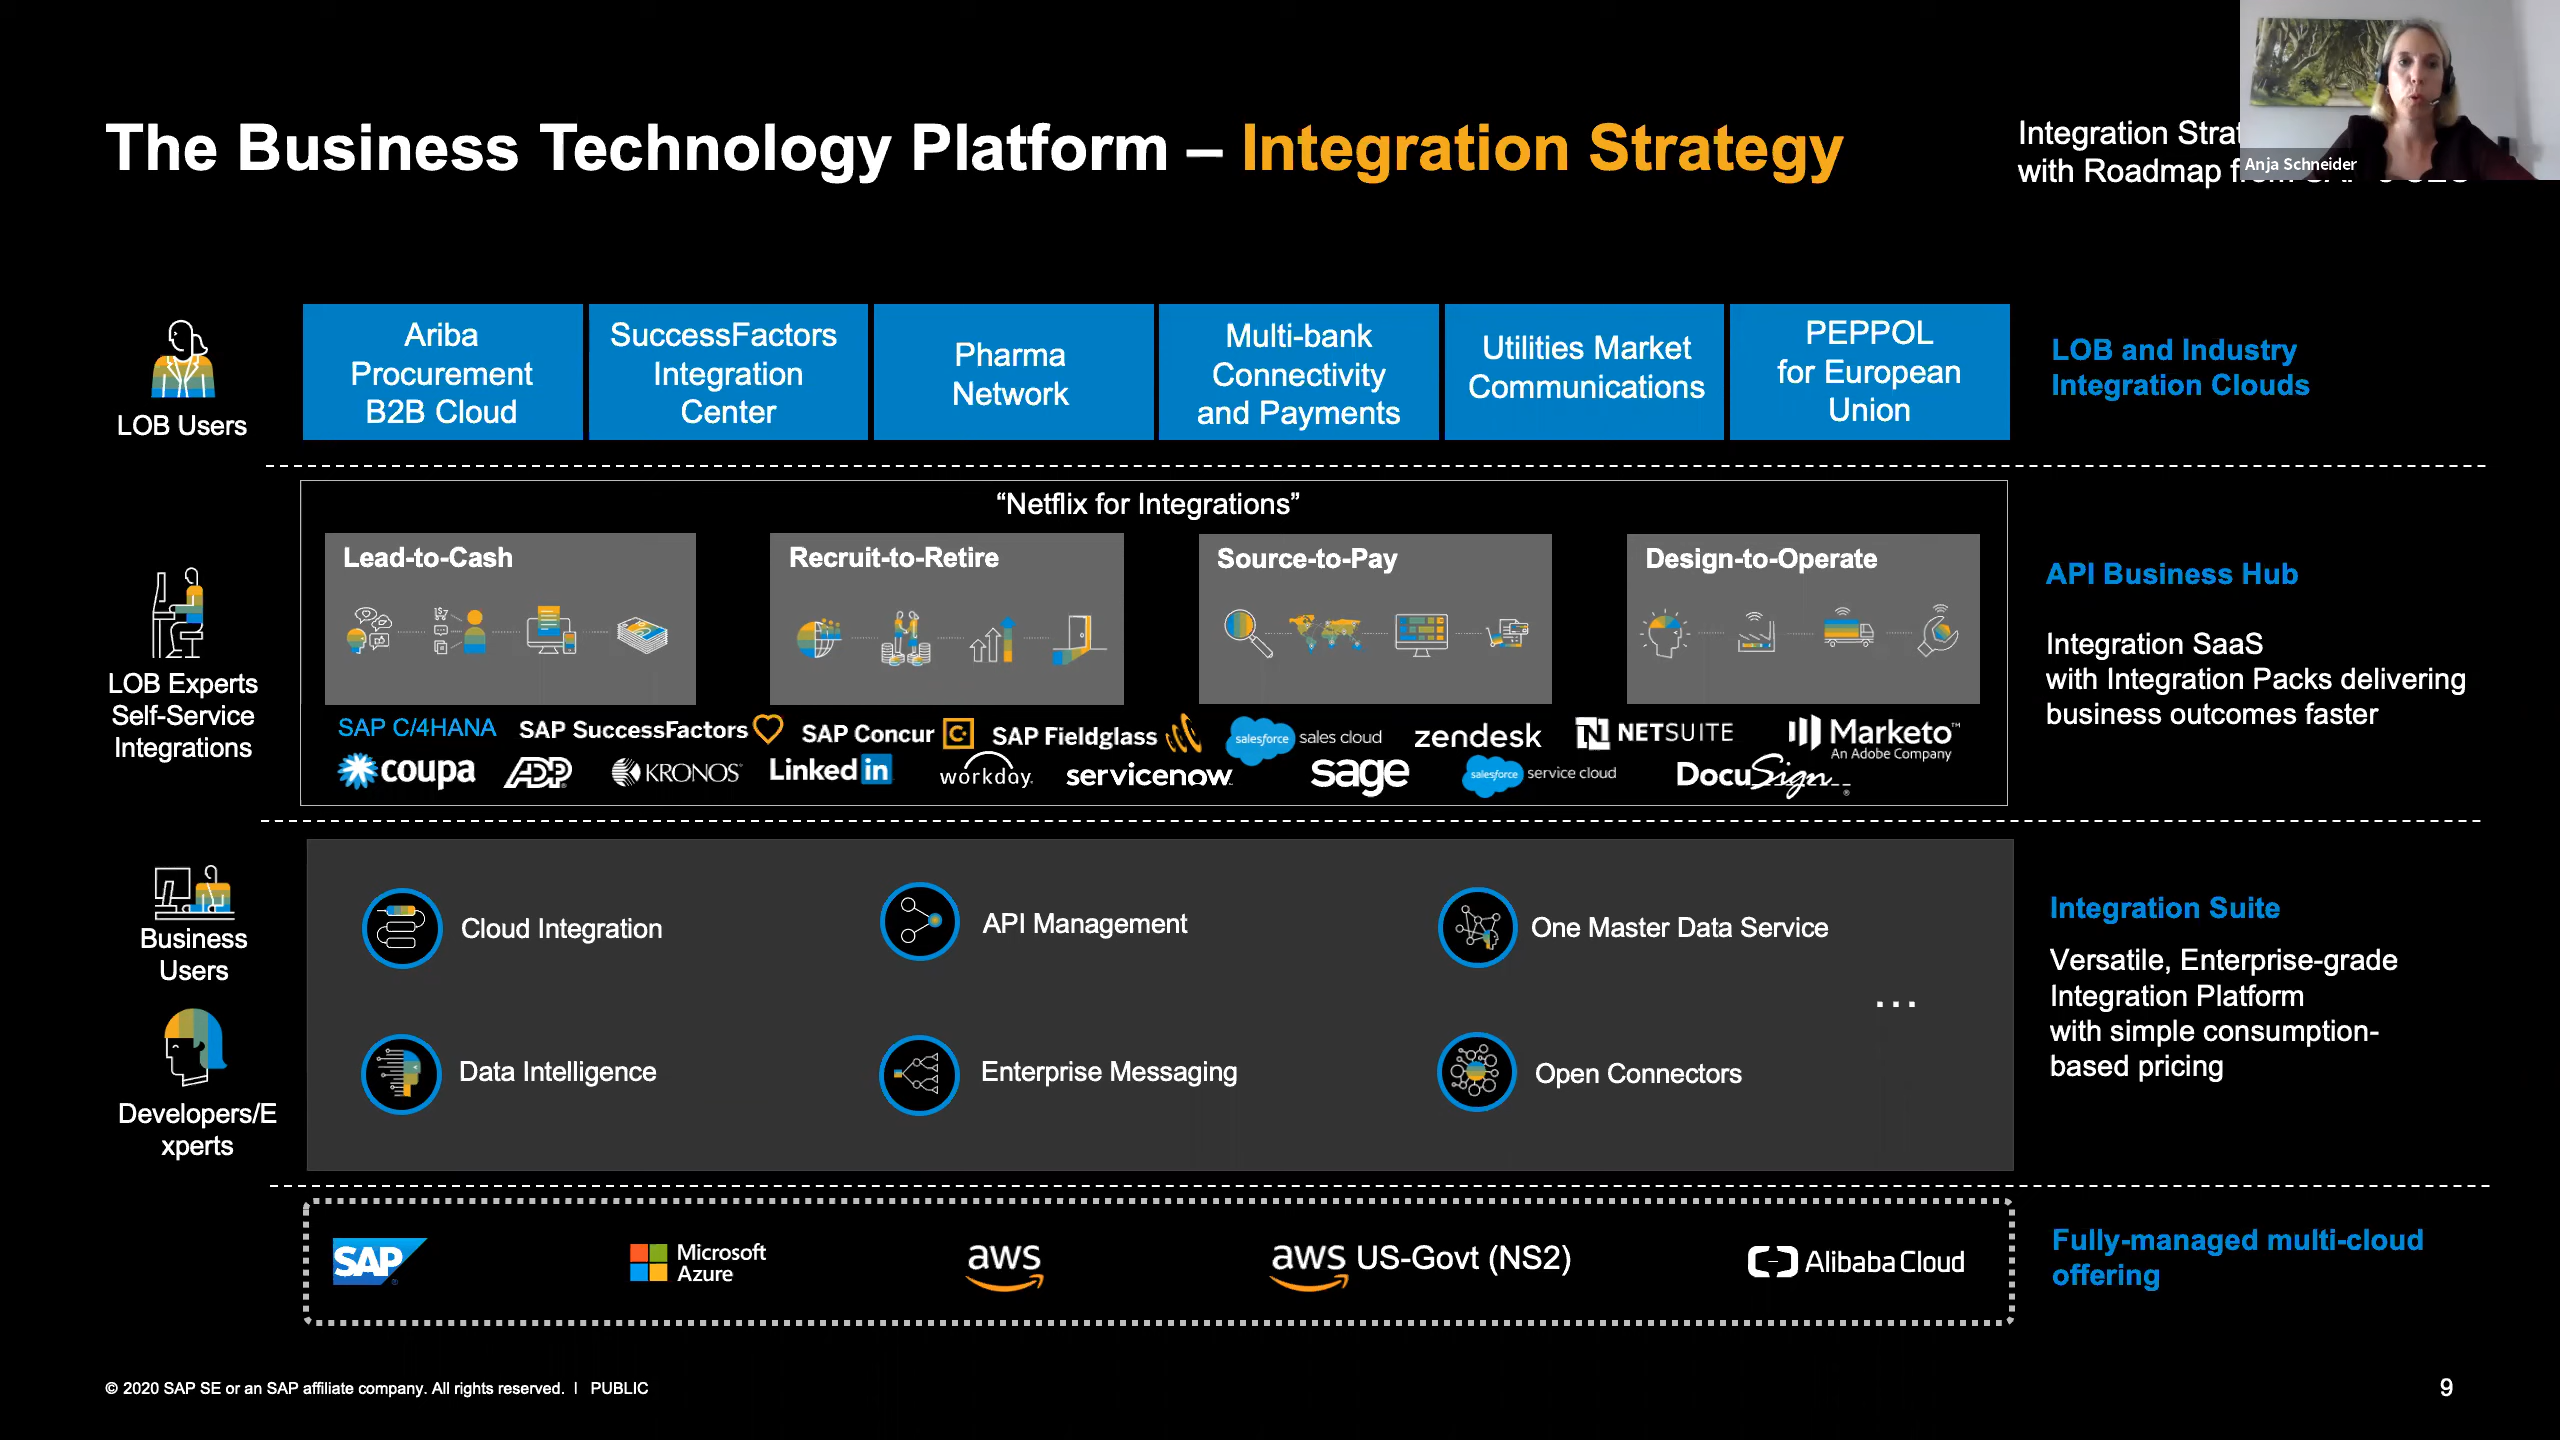 The Business Technology Platform – Integration Strategy
Integration
with Roadmap
Anja Schneider
LOB Users
Ariba
Procurement
B2B Cloud
SuccessFactors
Integration
Center
Pharma
Network
Multi-bank
Connectivity
and Payments
Utilities Market
Communications
PEPPOL
for European
Union
LOB and Industry
Integration Clouds
“Netflix for Integrations”
LOB Experts
Self-Service
Integrations
Lead-to-Cash
Recruit-to-Retire
Source-to-Pay
Design-to-Operate
API Business Hub
Integration SaaS
with Integration Packs delivering
business outcomes faster
SAP C/4HANA SAP SuccessFactors SAP Concur C SAP Fieldglass salesforce sales cloud zendesk N NETSUITE Marketo™
An Adobe Company
coupa ADP® KRONOS® Linked in workday. servicenow sage salesforce service cloud DocuSign®
Business
Users
Developers/E
xperts
Cloud Integration
API Management
One Master Data Service
...
Data Intelligence
Enterprise Messaging
Open Connectors
Integration Suite
Versatile, Enterprise-grade
Integration Platform
with simple consumption-
based pricing
SAP®
Microsoft
Azure
aws
aws US-Govt (NS2)
Alibaba Cloud
Fully-managed multi-cloud
offering
© 2020 SAP SE or an SAP affiliate company. All rights reserved. | PUBLIC
9